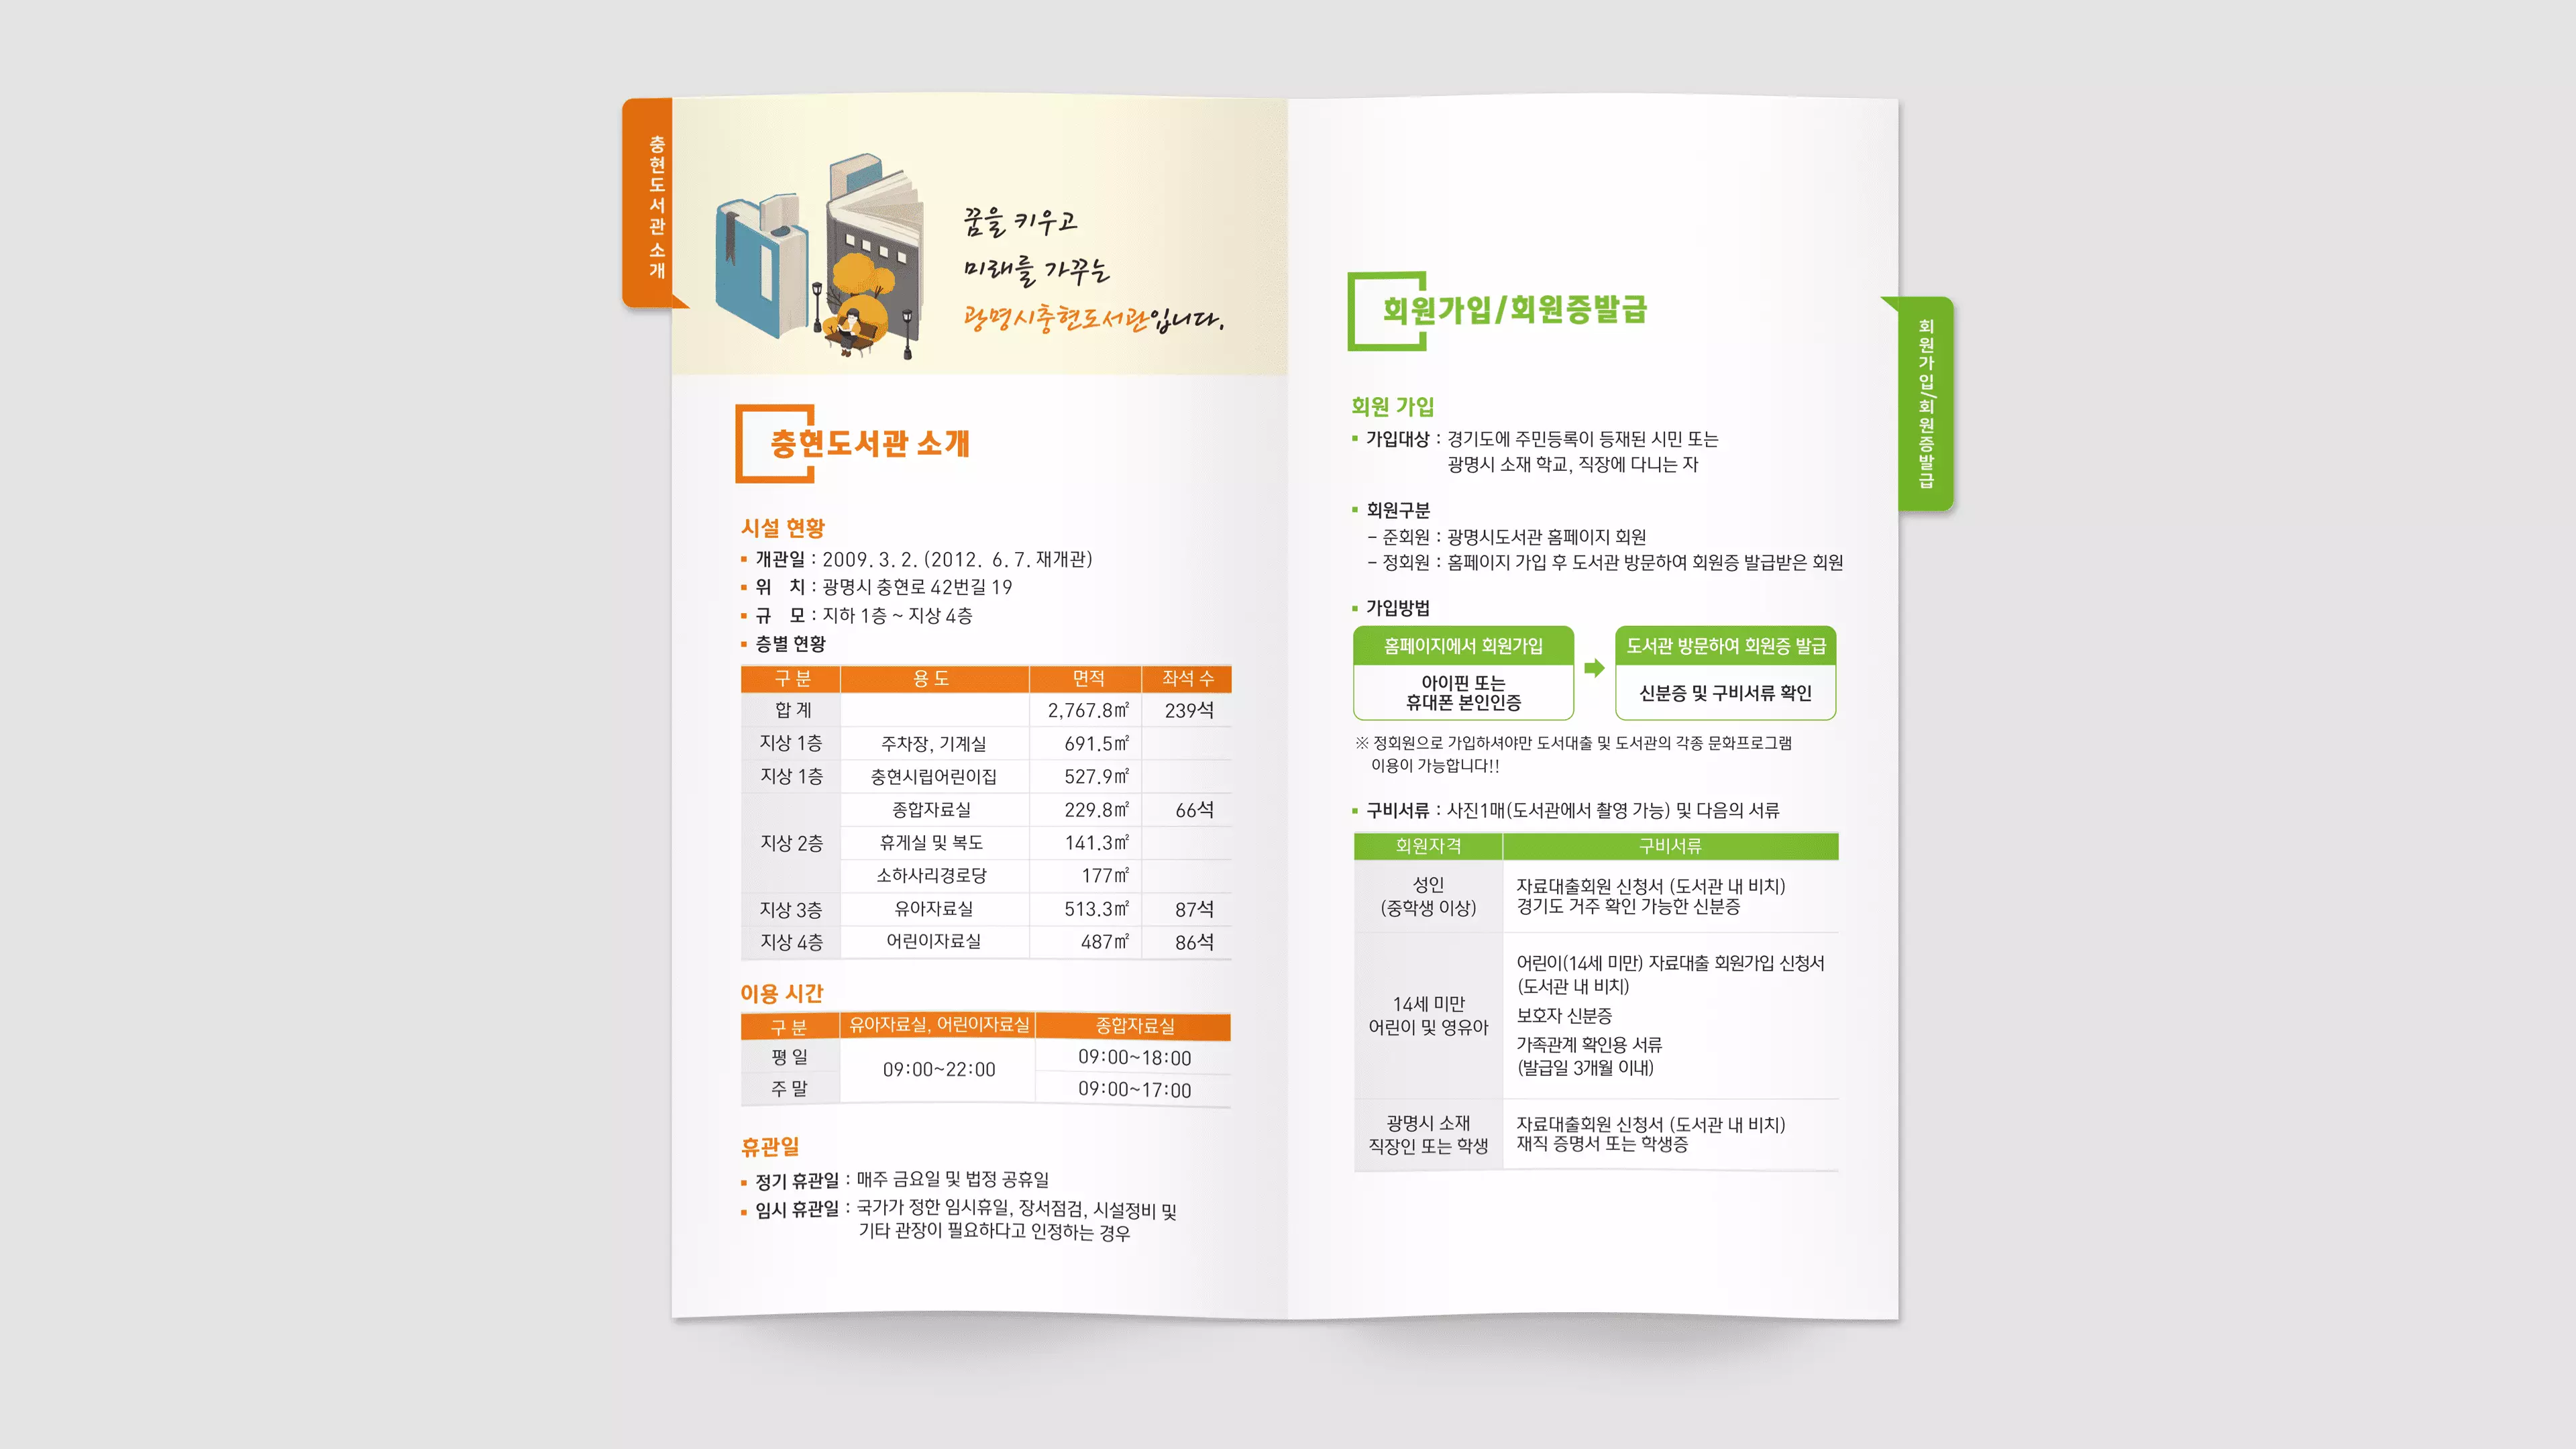 충현도서관 소개
꿈을 키우고
미래를 가꾸는
광명시충현도서관입니다.
충현도서관 소개
시설 현황
▪ 개관일 : 2009. 3. 2. (2012. 6. 7. 재개관)
▪ 위 치 : 광명시 충현로 42번길 19
▪ 규 모 : 지하 1층 ~ 지상 4층
▪ 층별 현황
구 분 용 도 면적 좌석 수
합 계 2,767.8㎡ 239석
지상 1층 주차장, 기계실 691.5㎡
지상 1층 충현시립어린이집 527.9㎡
지상 2층 종합자료실 229.8㎡ 66석
휴게실 및 복도 141.3㎡
소하사리경로당 177㎡
지상 3층 유아자료실 513.3㎡ 87석
지상 4층 어린이자료실 487㎡ 86석
이용 시간
구 분 유아자료실, 어린이자료실 종합자료실
평 일 09:00~22:00 09:00~18:00
주 말 09:00~17:00
휴관일
▪ 정기 휴관일 : 매주 금요일 및 법정 공휴일
▪ 임시 휴관일 : 국가가 정한 임시휴일, 장서점검, 시설정비 및
기타 관장이 필요하다고 인정하는 경우
회원가입/회원증발급
회원가입/회원증발급
회원 가입
▪ 가입대상 : 경기도에 주민등록이 등재된 시민 또는
광명시 소재 학교, 직장에 다니는 자
▪ 회원구분
- 준회원 : 광명시도서관 홈페이지 회원
- 정회원 : 홈페이지 가입 후 도서관 방문하여 회원증 발급받은 회원
▪ 가입방법
홈페이지에서 회원가입
아이핀 또는
휴대폰 본인인증
도서관 방문하여 회원증 발급
신분증 및 구비서류 확인
※ 정회원으로 가입하셔야만 도서대출 및 도서관의 각종 문화프로그램
이용이 가능합니다!!
▪ 구비서류 : 사진1매(도서관에서 촬영 가능) 및 다음의 서류
회원자격 구비서류
성인
(중학생 이상)
자료대출회원 신청서 (도서관 내 비치)
경기도 거주 확인 가능한 신분증
14세 미만
어린이 및 영유아
어린이(14세 미만) 자료대출 회원가입 신청서
(도서관 내 비치)
보호자 신분증
가족관계 확인용 서류
(발급일 3개월 이내)
광명시 소재
직장인 또는 학생
자료대출회원 신청서 (도서관 내 비치)
재직 증명서 또는 학생증